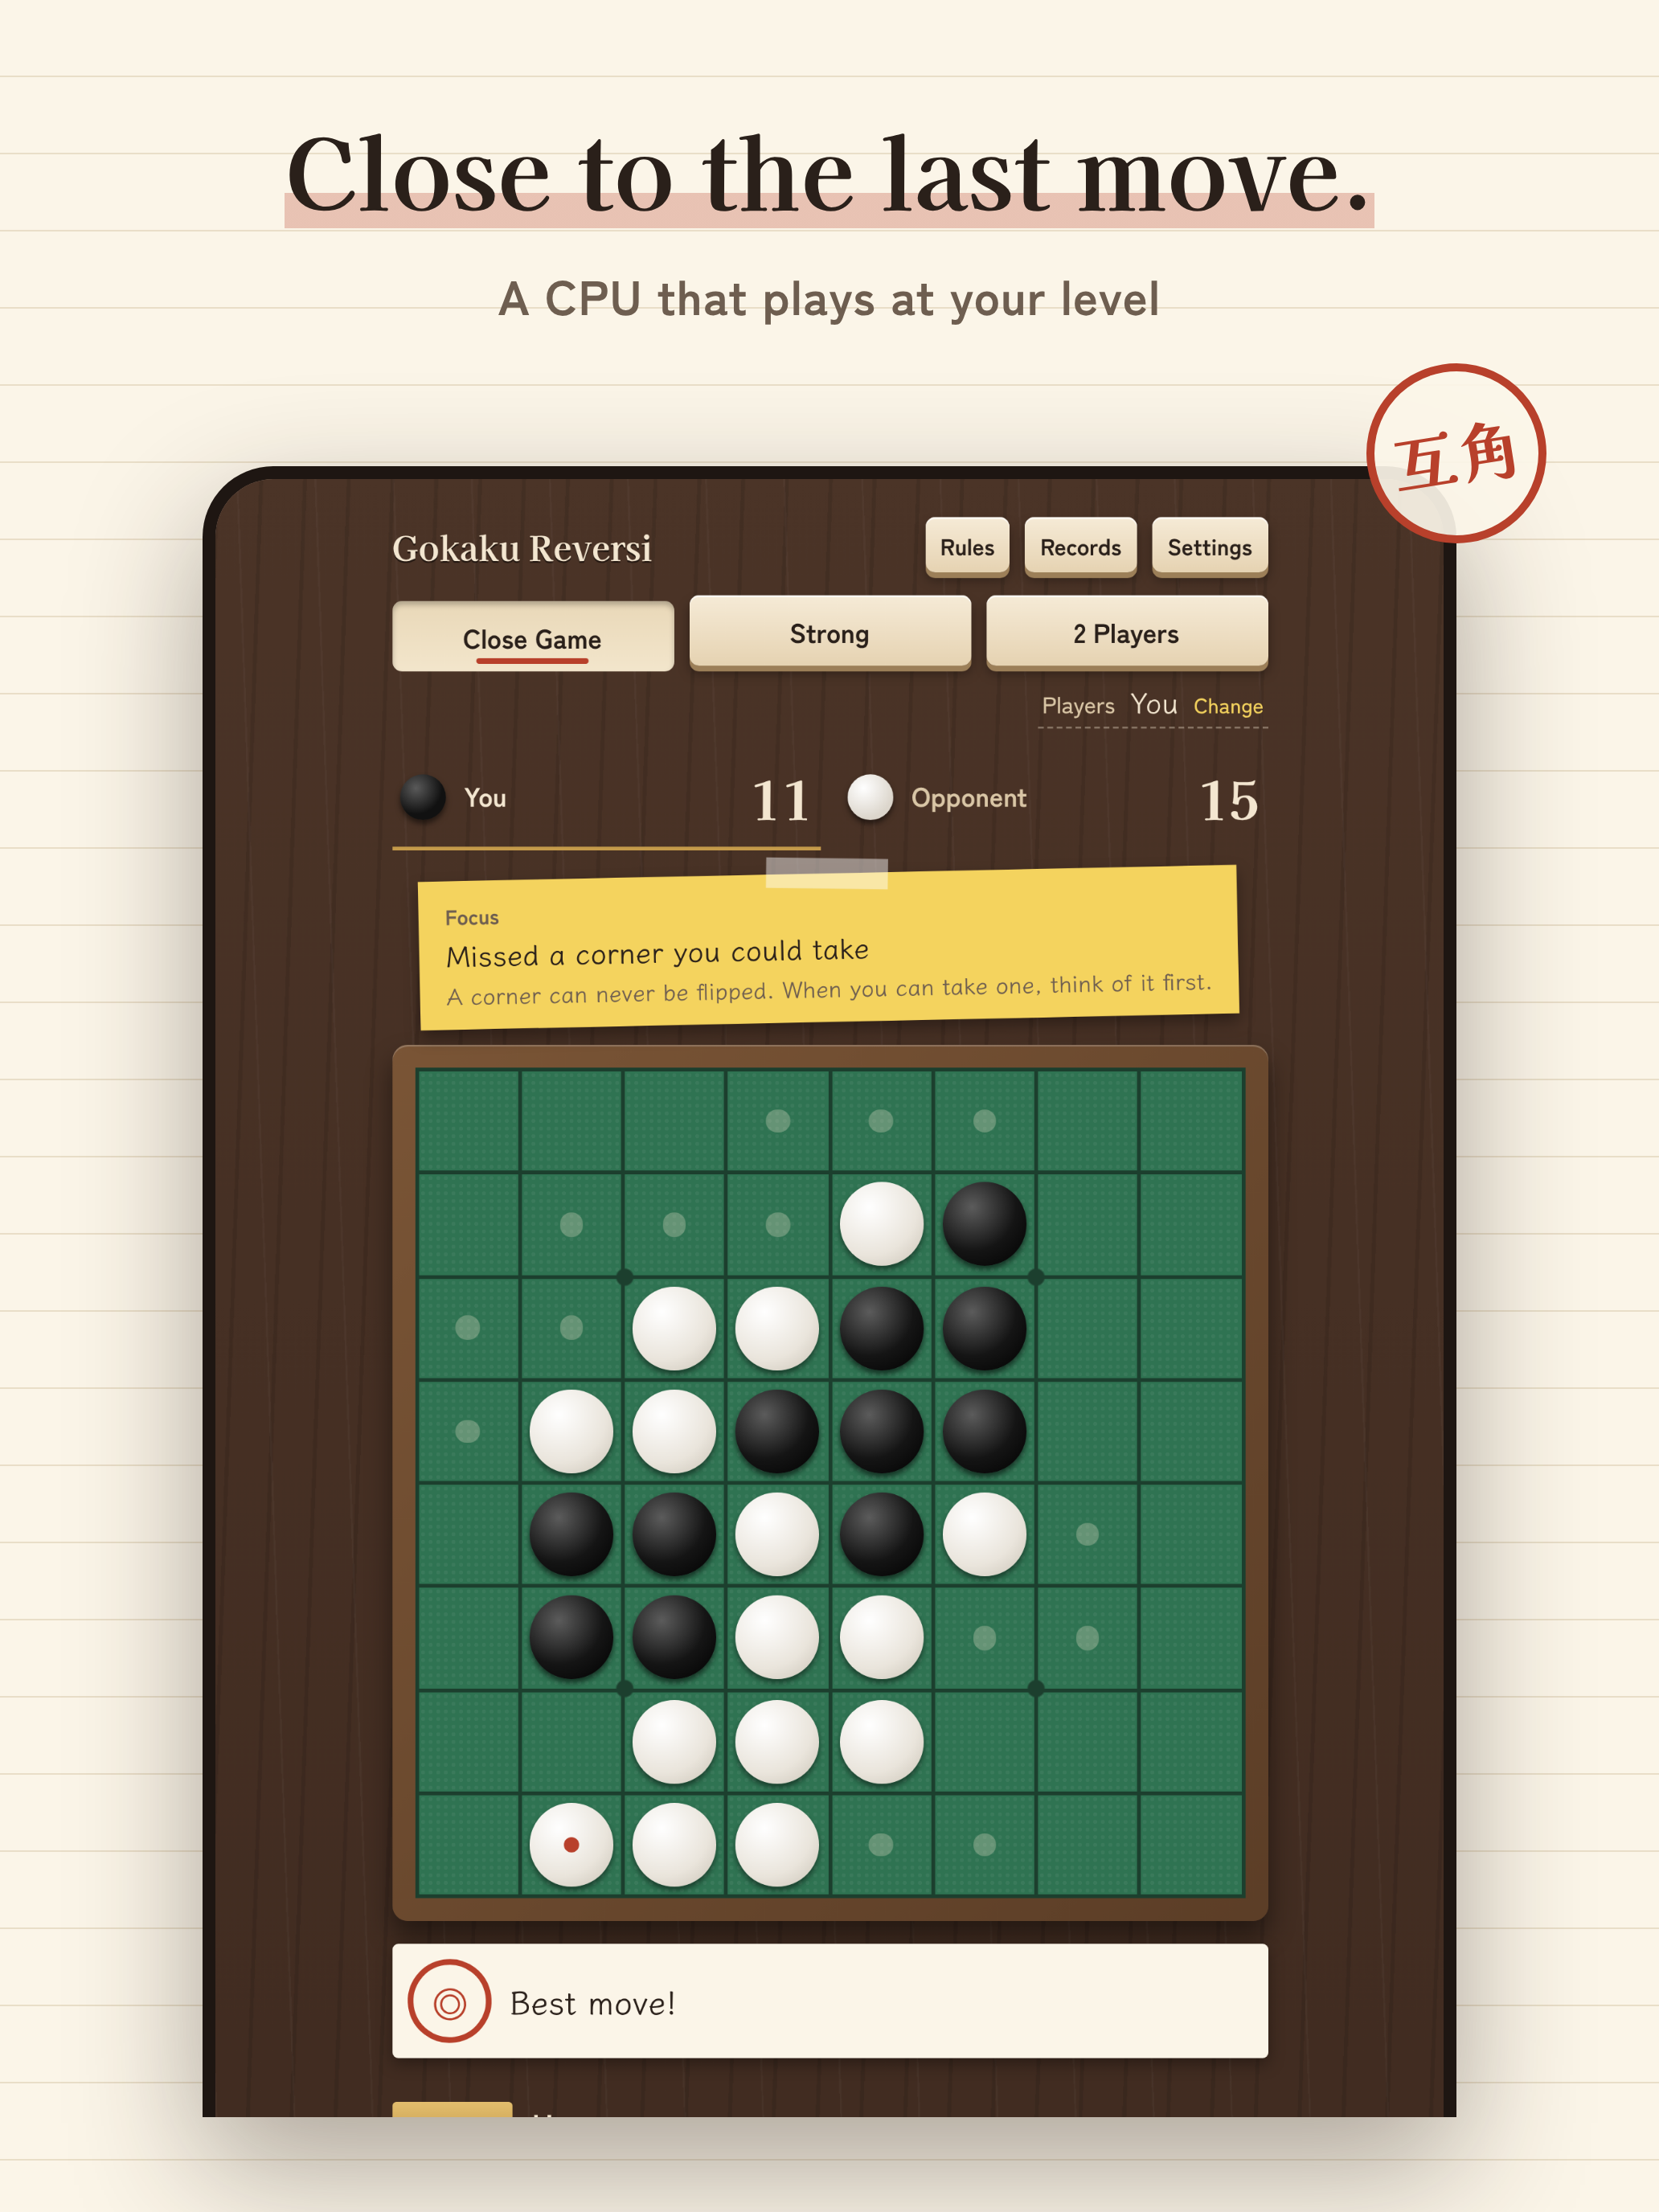 Close to the last move.
A CPU that plays at your level
互角
Gokaku Reversi
Rules Records Settings
Close Game Strong 2 Players
Players You Change
You 11 Opponent 15
Focus
Missed a corner you could take
A corner can never be flipped. When you can take one, think of it first.
◎ Best move!